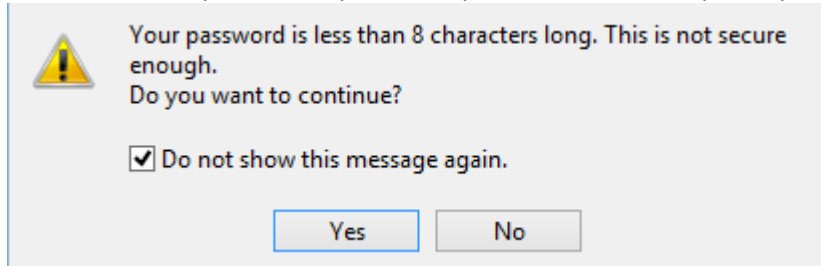 Your password is less than 8 characters long. This is not secure
enough.
Do you want to continue?
Do not show this message again.
Yes
No